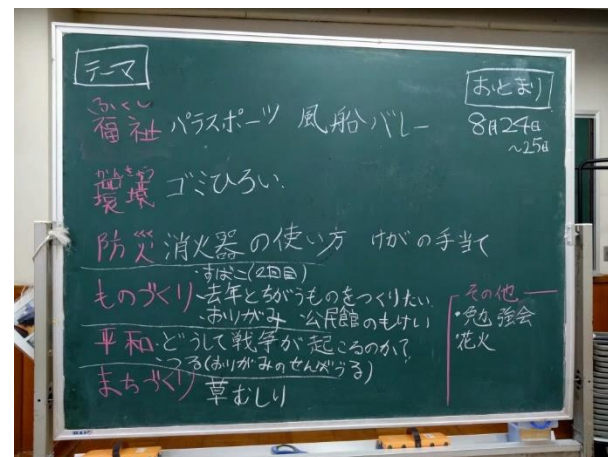 テーマ
おとまり
8月24日
～25日
ふくし
福祉 パラスポーツ 風船バレー
かんきょう
環境 ゴミひろい.
防災 消火器の使い方 けがの手当て
・すばこ(2回目)
ものづくり ・去年とちがうものをつくりたい
・おりがみ 公民館のもけい
平和・どうして戦争が起こるのか?
・つる(おりがみのせんばづる)
まちづくり 草むしり
その他
・勉強会
・花火